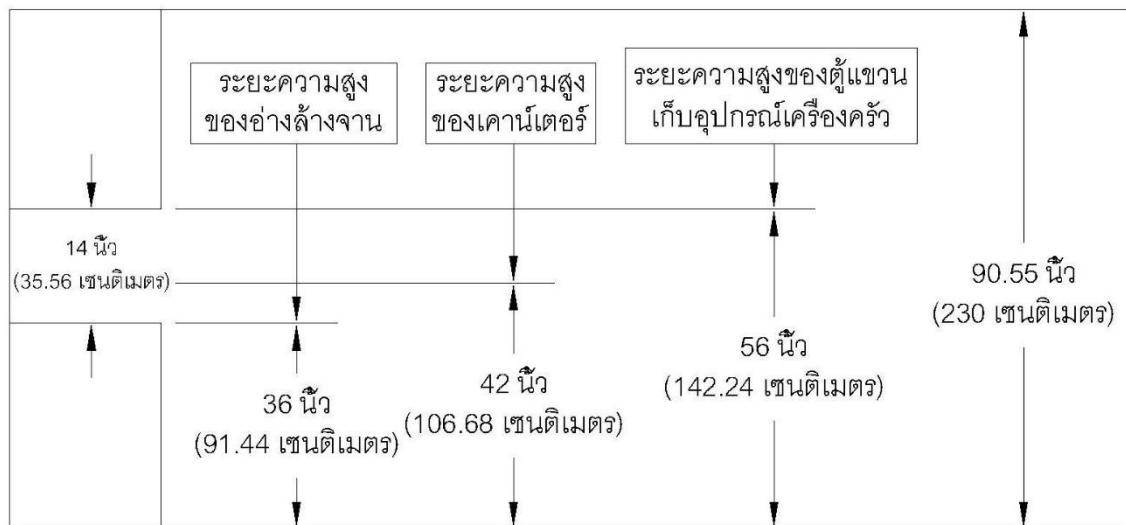 ระยะความสูง
ของอ่างล้างจาน
ระยะความสูง
ของเคาน์เตอร์
ระยะความสูงของตู้แขวน
เก็บอุปกรณ์เครื่องครัว
14 นิ้ว
(35.56 เซนติเมตร)
36 นิ้ว
(91.44 เซนติเมตร)
42 นิ้ว
(106.68 เซนติเมตร)
56 นิ้ว
(142.24 เซนติเมตร)
90.55 นิ้ว
(230 เซนติเมตร)